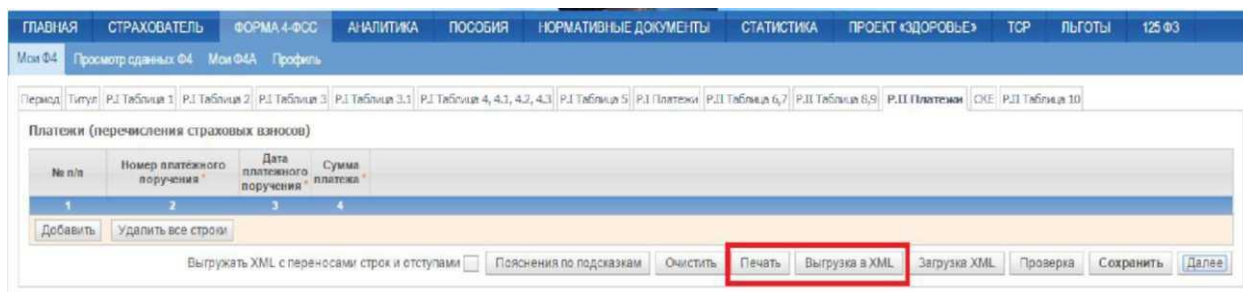 ГЛАВНАЯ СТРАХОВАТЕЛЬ ФОРМА 4-ФСС АНАЛИТИКА ПОСОБИЯ НОРМАТИВНЫЕ ДОКУМЕНТЫ СТАТИСТИКА ПРОЕКТ «ЗДОРОВЬЕ» ТСР ЛЬГОТЫ 125 ФЗ
Мои Ф4 Просмотр сданных Ф4 Мои Ф4А Профиль
Период Титул Р.I Таблица 1 Р.I Таблица 2 Р.I Таблица 3 Р.I Таблица 3.1 Р.I Таблица 4, 4.1, 4.2, 4.3 Р.I Таблица 5 Р.I Платежи Р.II Таблица 6,7 Р.II Таблица 8,9 Р.II Платежи СКЕ Р.II Таблица 10
Платежи (перечисления страховых взносов)
№ п/п Номер платёжного поручения * Дата платежного поручения * Сумма платежа *
1 2 3 4
Добавить Удалить все строки
Выгружать XML с переносами строк и отступами Пояснения по подсказкам Очистить Печать Выгрузка в XML Загрузка XML Проверка Сохранить Далее